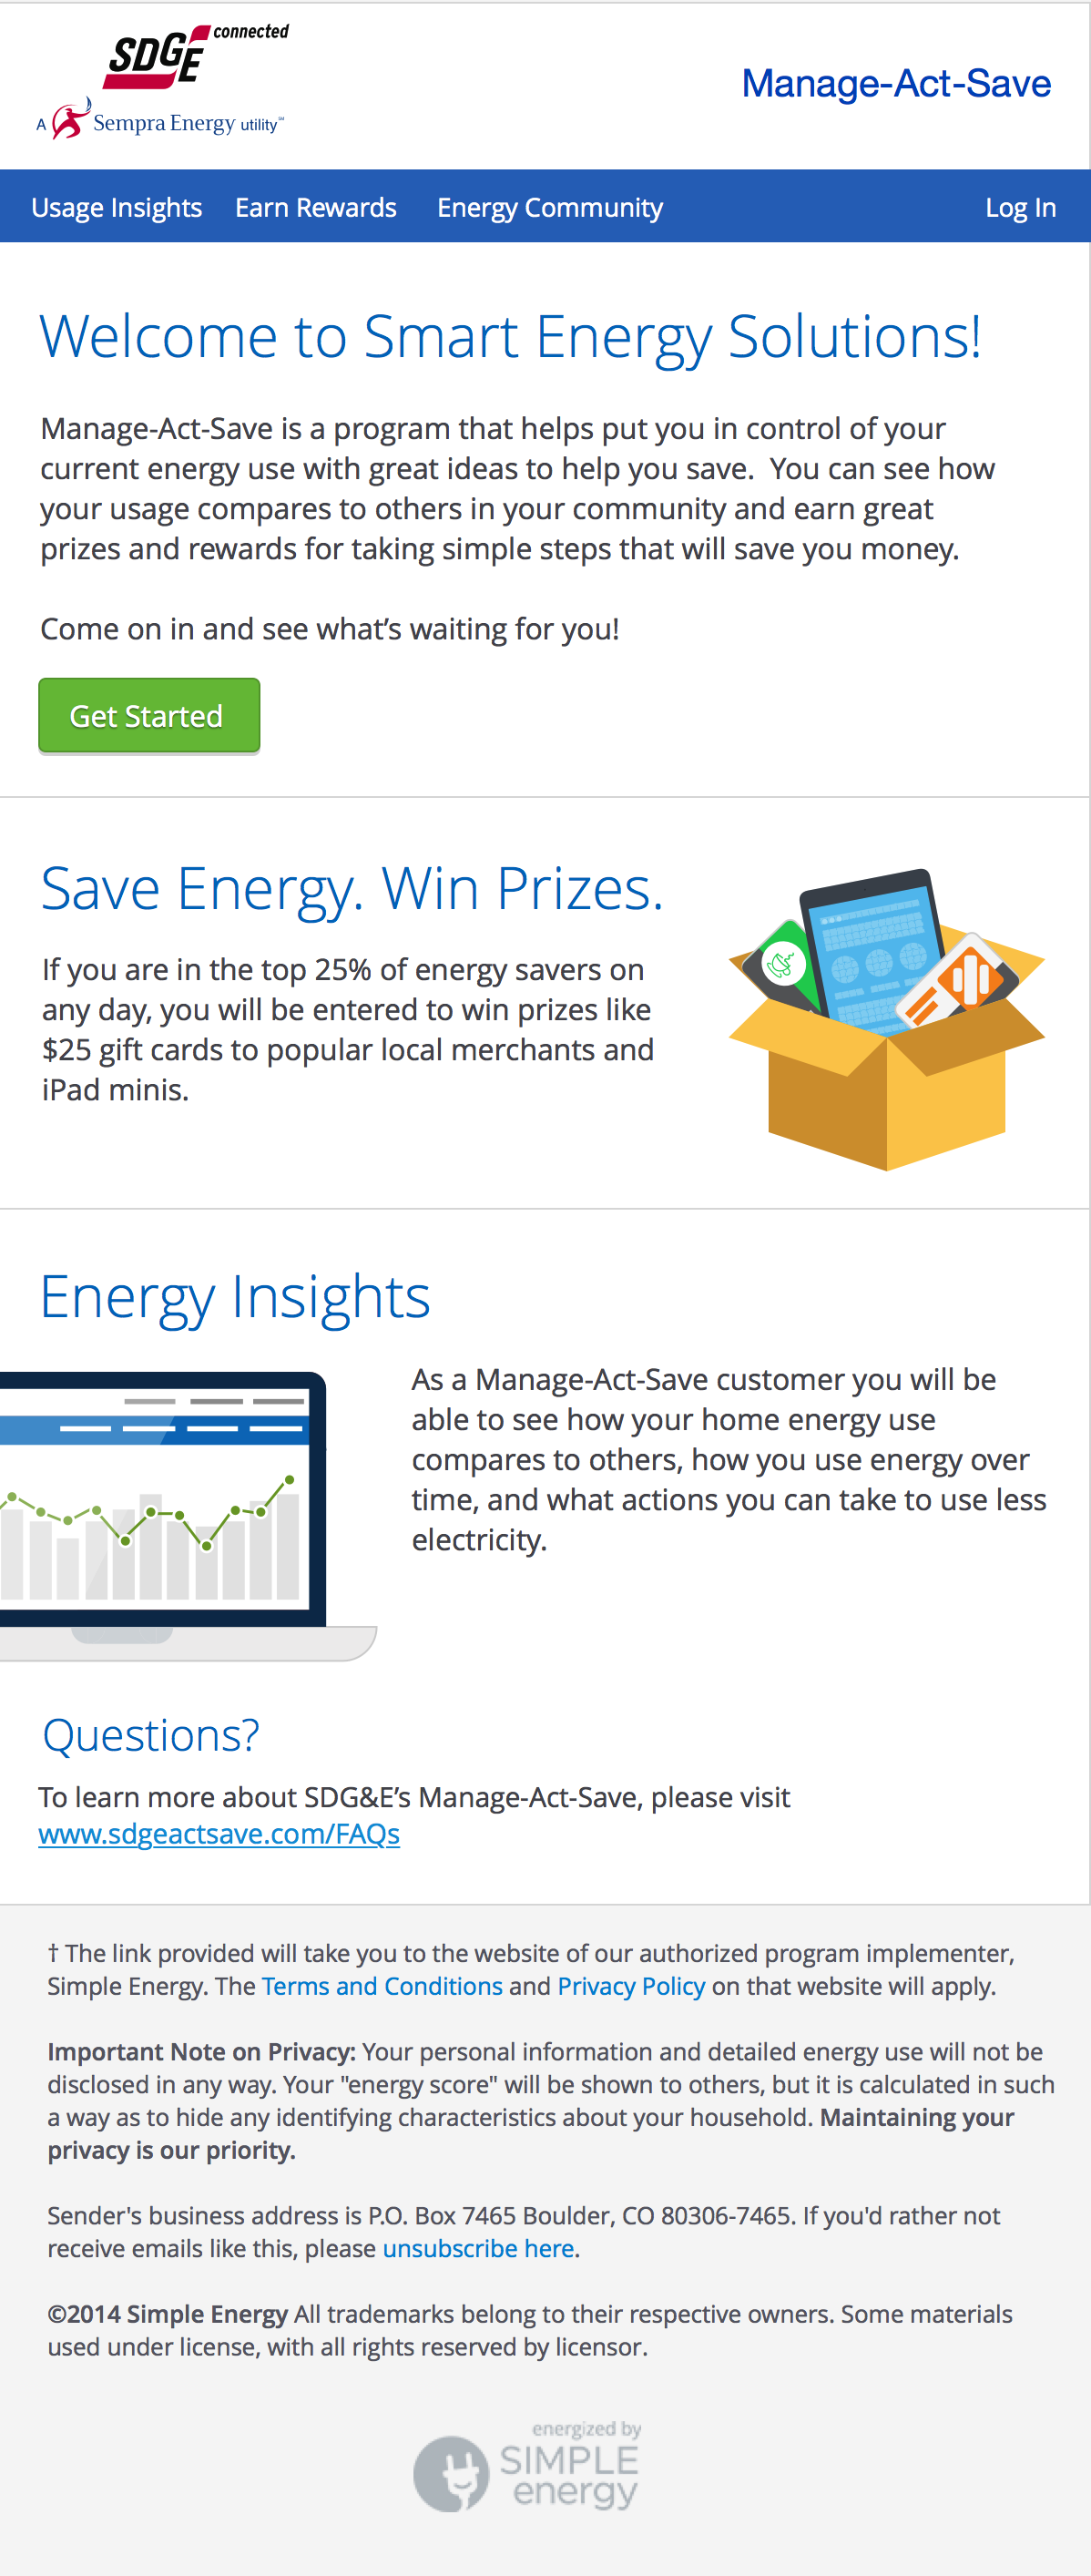 SDGE connected
A Sempra Energy utility℠
Manage-Act-Save
Usage Insights Earn Rewards Energy Community Log In
Welcome to Smart Energy Solutions!
Manage-Act-Save is a program that helps put you in control of your
current energy use with great ideas to help you save. You can see how
your usage compares to others in your community and earn great
prizes and rewards for taking simple steps that will save you money.
Come on in and see what’s waiting for you!
Get Started
Save Energy. Win Prizes.
If you are in the top 25% of energy savers on
any day, you will be entered to win prizes like
$25 gift cards to popular local merchants and
iPad minis.
Energy Insights
As a Manage-Act-Save customer you will be
able to see how your home energy use
compares to others, how you use energy over
time, and what actions you can take to use less
electricity.
Questions?
To learn more about SDG&E’s Manage-Act-Save, please visit
www.sdgeactsave.com/FAQs
† The link provided will take you to the website of our authorized program implementer,
Simple Energy. The Terms and Conditions and Privacy Policy on that website will apply.
Important Note on Privacy: Your personal information and detailed energy use will not be
disclosed in any way. Your "energy score" will be shown to others, but it is calculated in such
a way as to hide any identifying characteristics about your household. Maintaining your
privacy is our priority.
Sender's business address is P.O. Box 7465 Boulder, CO 80306-7465. If you'd rather not
receive emails like this, please unsubscribe here.
©2014 Simple Energy All trademarks belong to their respective owners. Some materials
used under license, with all rights reserved by licensor.
energized by
SIMPLE
energy